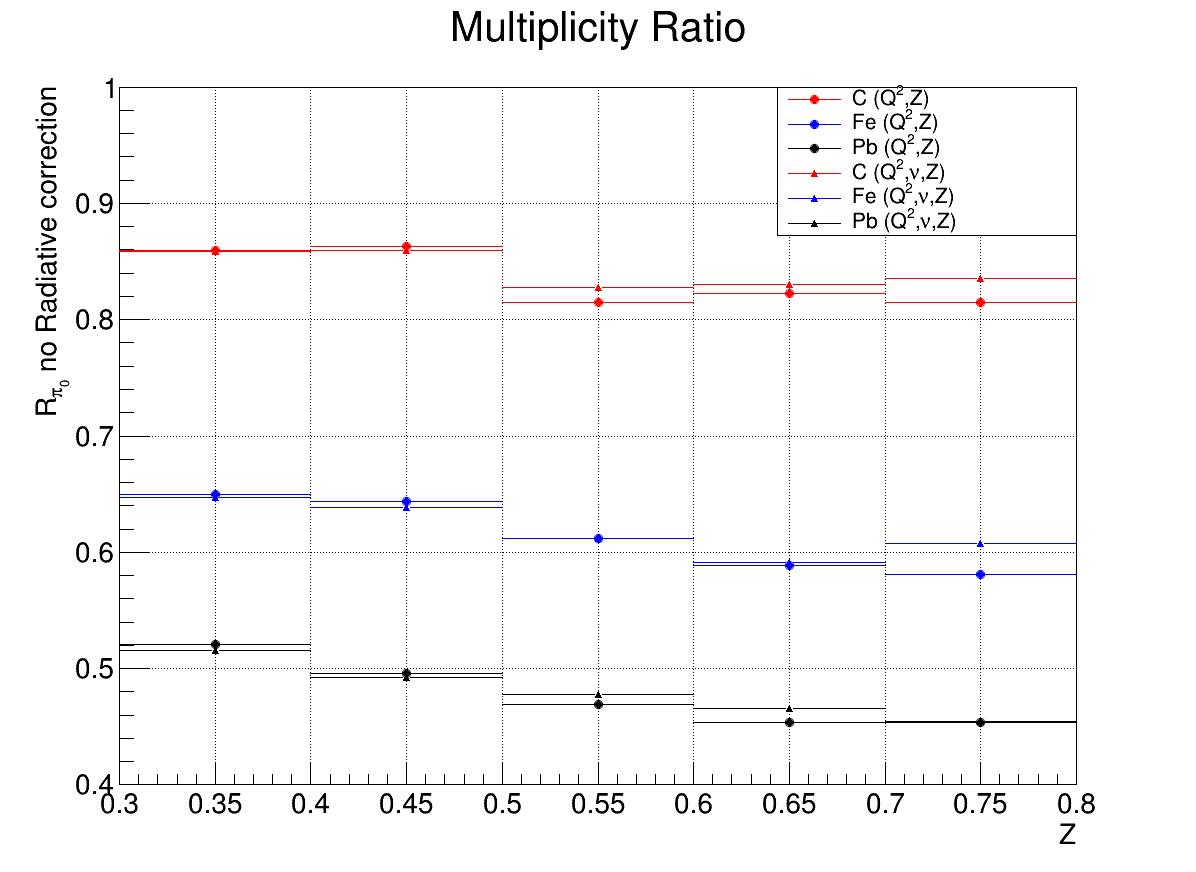 Multiplicity Ratio
R_π0 no Radiative correction
1
0.9
0.8
0.7
0.6
0.5
0.4
C (Q²,Z)
Fe (Q²,Z)
Pb (Q²,Z)
C (Q²,ν,Z)
Fe (Q²,ν,Z)
Pb (Q²,ν,Z)
0.3 0.35 0.4 0.45 0.5 0.55 0.6 0.65 0.7 0.75 0.8
Z